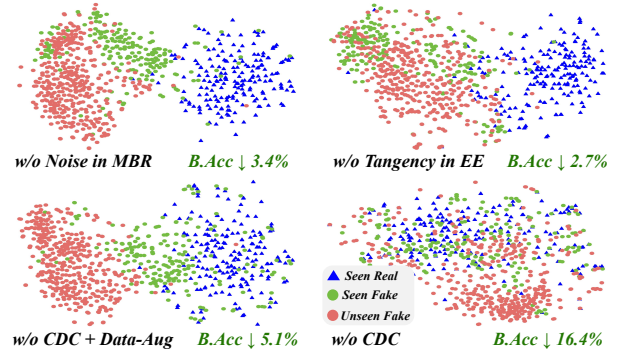 w/o Noise in MBR B.Acc ↓ 3.4%
w/o Tangency in EE B.Acc ↓ 2.7%
Seen Real
Seen Fake
Unseen Fake
w/o CDC + Data-Aug B.Acc ↓ 5.1%
w/o CDC B.Acc ↓ 16.4%